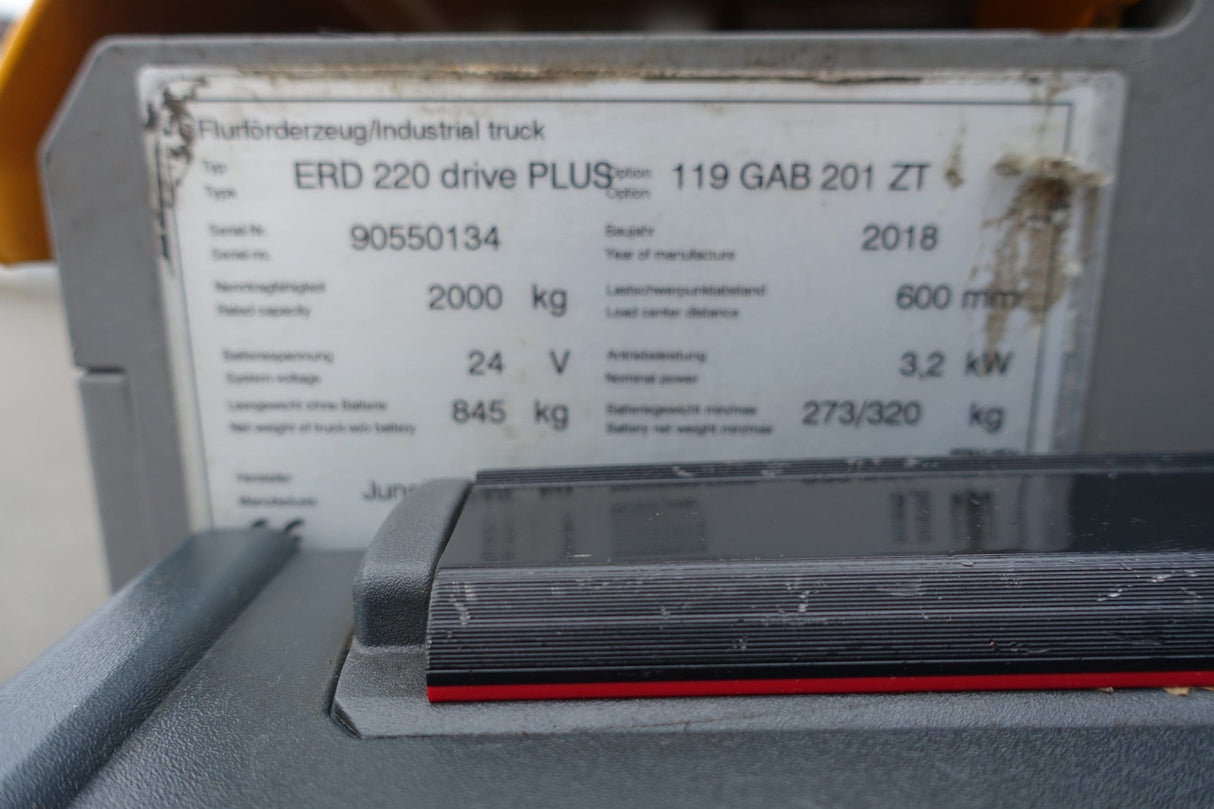 Flurförderzeug/Industrial truck
Typ ERD 220 drive PLUS Option 119 GAB 201 ZT
Type Option
Serial Nr. 90550134 Baujahr 2018
Serial no. Year of manufacture
Nenntragfähigkeit 2000 kg Lastschwerpunktabstand 600 mm
Rated capacity Load center distance
Batteriespannung 24 V Antriebsleistung 3,2 kW
System voltage Nominal power
Leergewicht ohne Batterie 845 kg Batteriegewicht min/max 273/320 kg
Net weight of truck w/o battery Battery net weight min/max
Hersteller
Manufacturer Jung